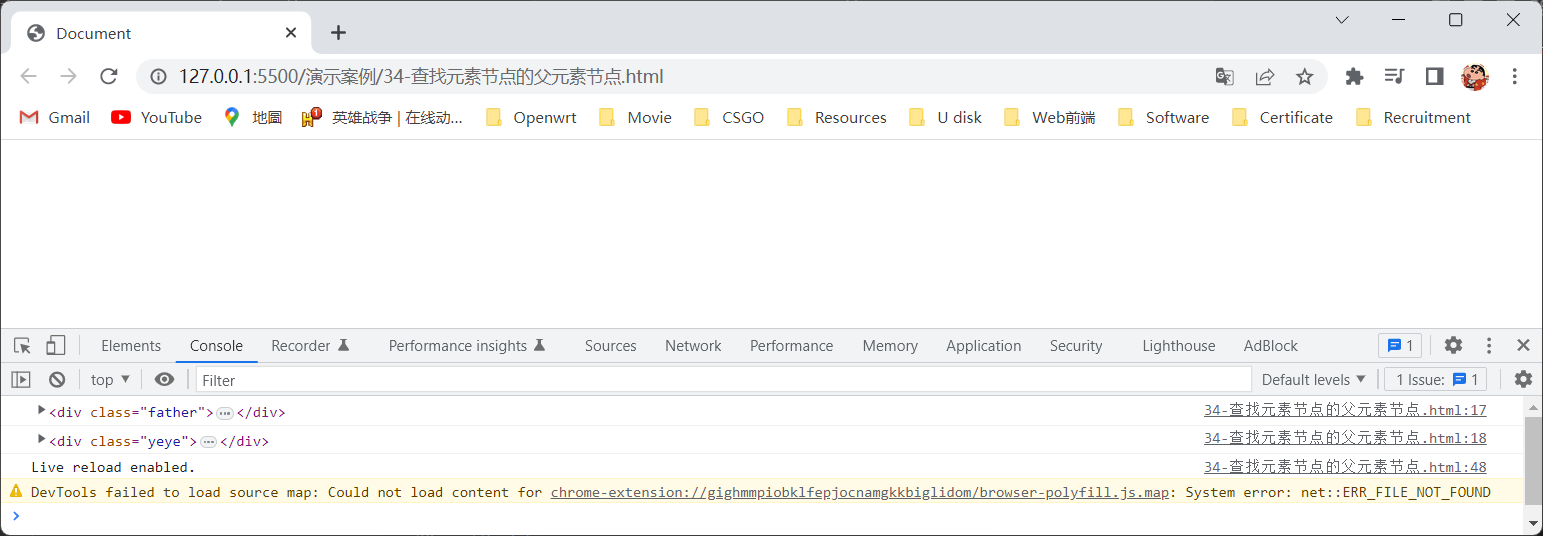 Document
127.0.0.1:5500/演示案例/34-查找元素节点的父元素节点.html
Gmail YouTube 地圖 1 英雄战争 | 在线动... Openwrt Movie CSGO Resources U disk Web前端 Software Certificate Recruitment
Elements Console Recorder Performance insights Sources Network Performance Memory Application Security Lighthouse AdBlock 1
top Filter Default levels 1 Issue: 1
<div class="father">⋯</div> 34-查找元素节点的父元素节点.html:17
<div class="yeye">⋯</div> 34-查找元素节点的父元素节点.html:18
Live reload enabled. 34-查找元素节点的父元素节点.html:48
DevTools failed to load source map: Could not load content for chrome-extension://gighmmpiobklfepjocnamgkkbiglidom/browser-polyfill.js.map: System error: net::ERR_FILE_NOT_FOUND